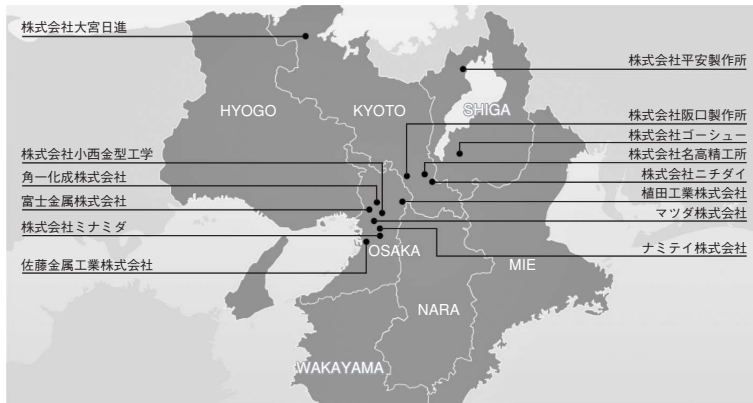 株式会社大宮日進
株式会社平安製作所
HYOGO
KYOTO
SHIGA
株式会社阪口製作所
株式会社ゴーシュー
株式会社小西金型工学
株式会社名高精工所
角一化成株式会社
株式会社ニチダイ
富士金属株式会社
植田工業株式会社
マツダ株式会社
株式会社ミナミダ
ナミテイ株式会社
OSAKA
佐藤金属工業株式会社
MIE
NARA
WAKAYAMA